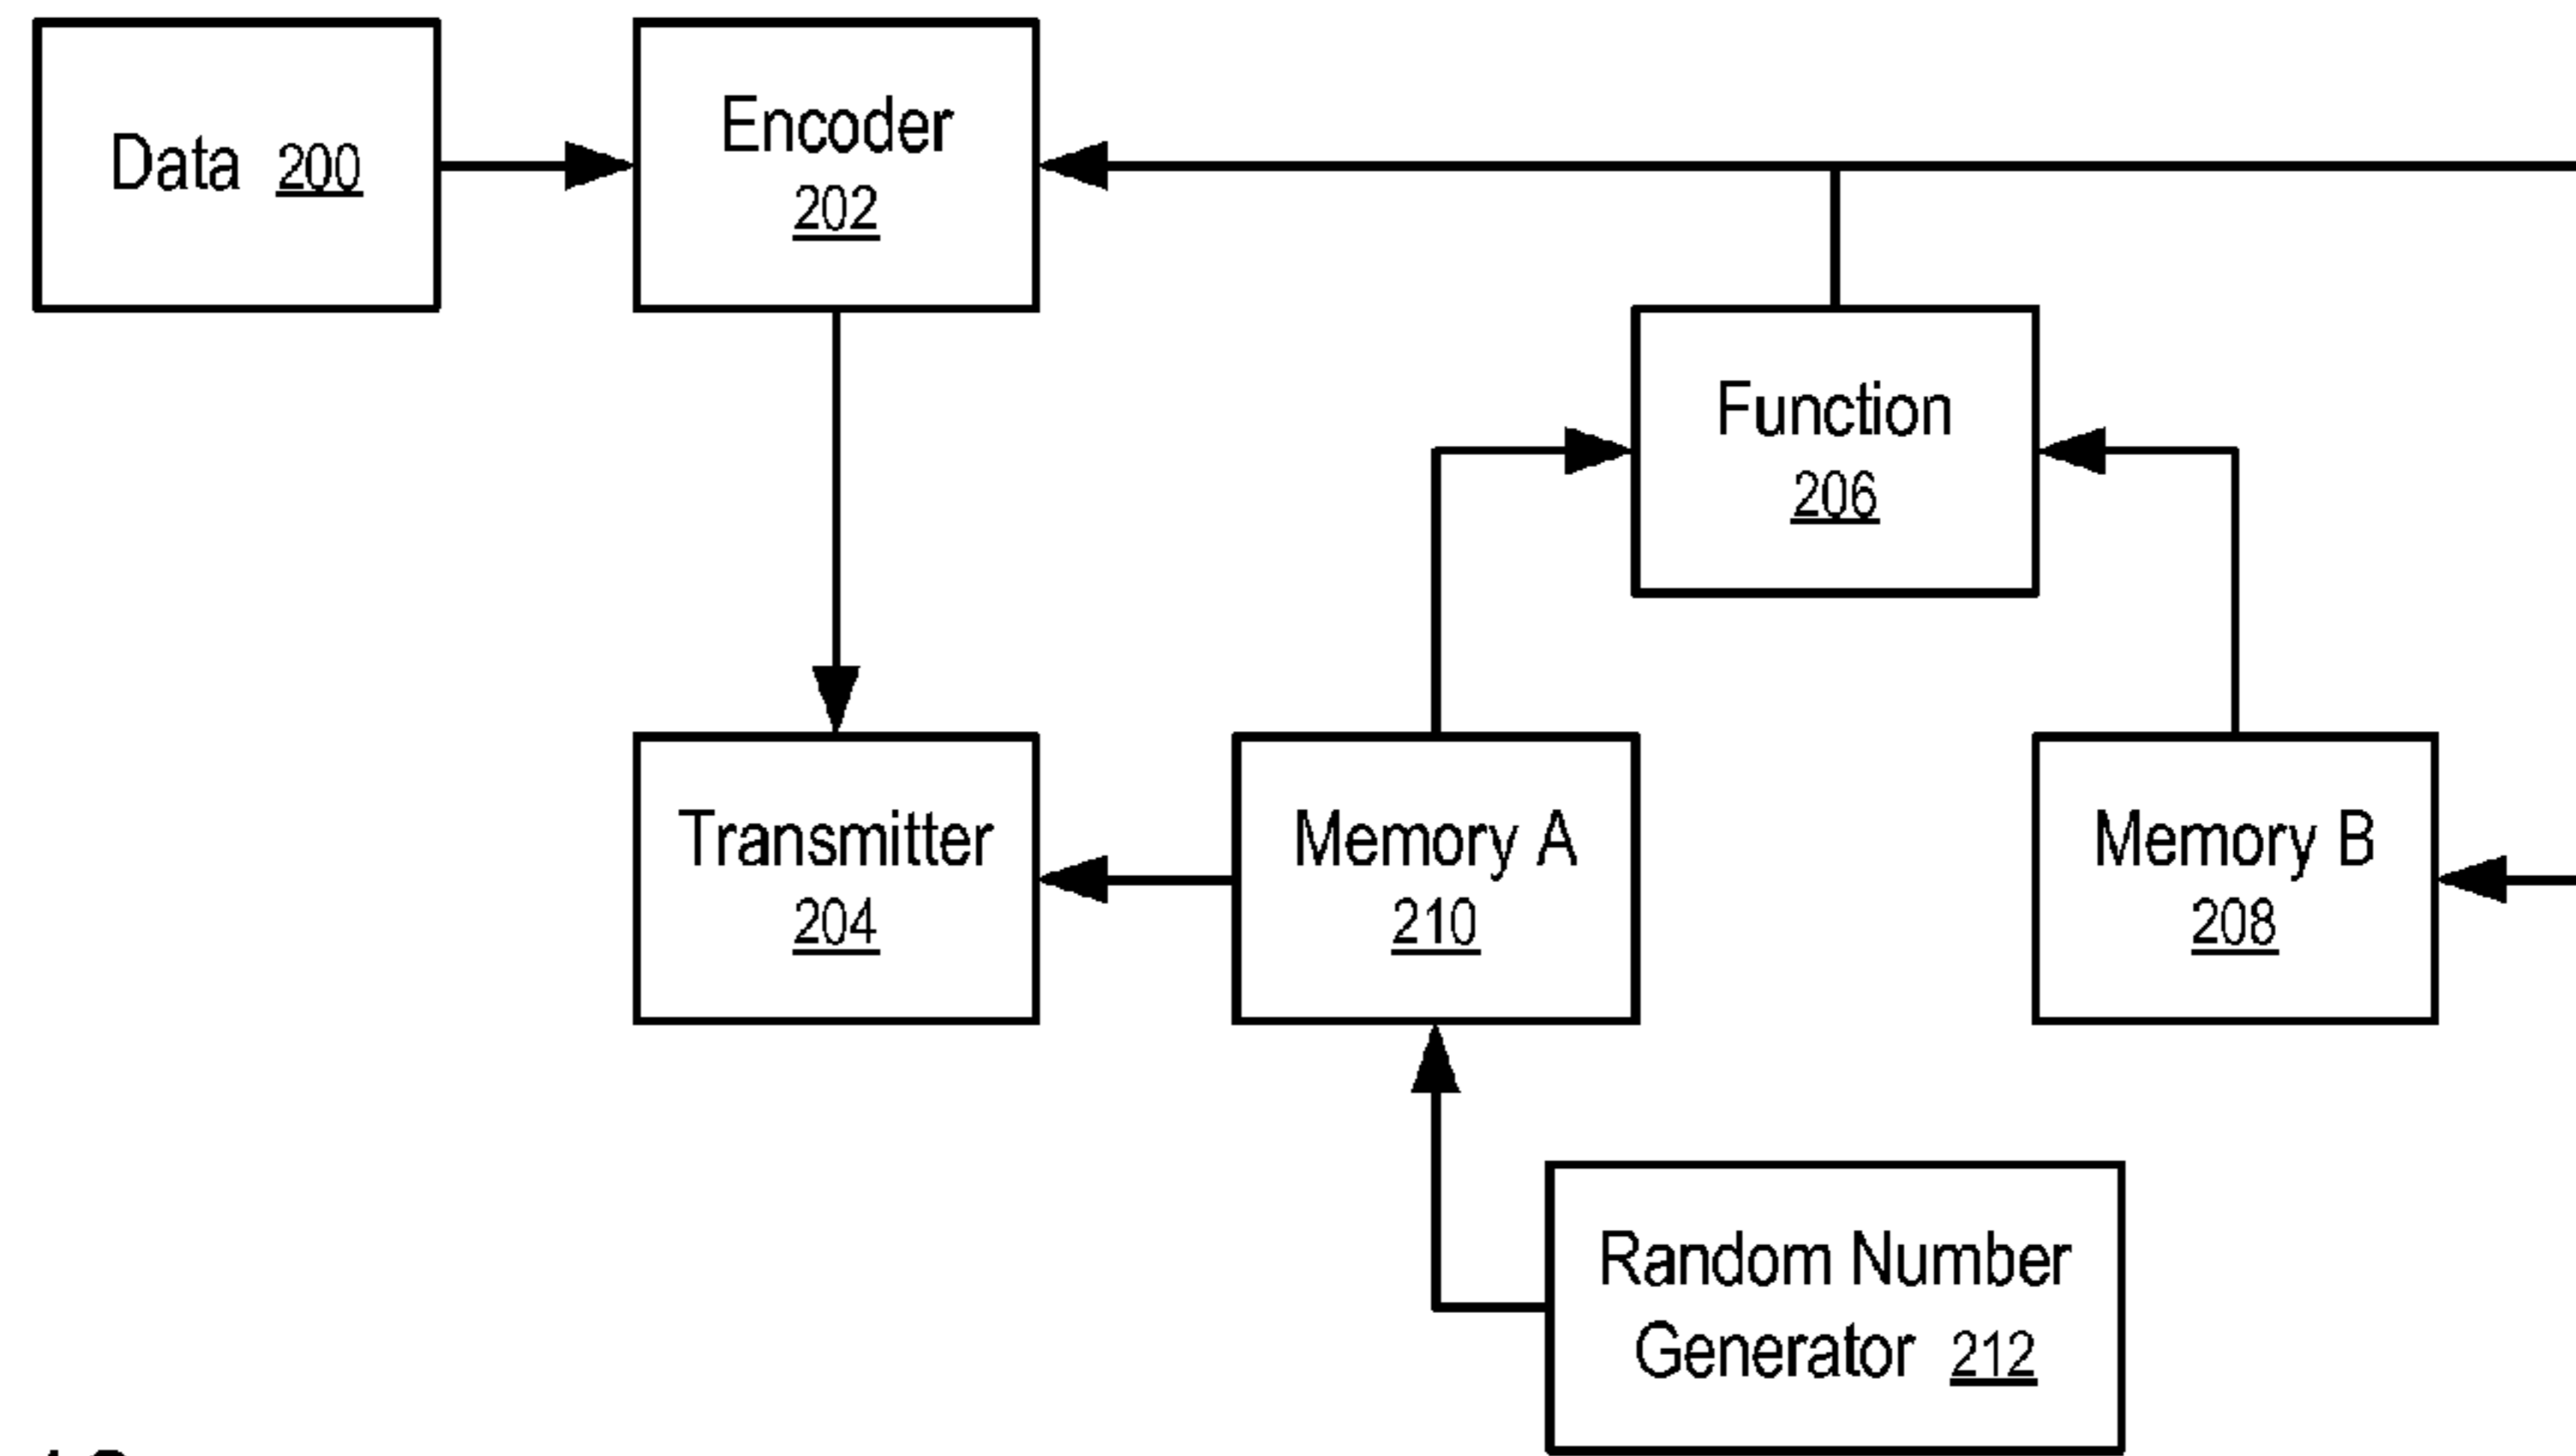 Data 200
Encoder
202
Function
206
Transmitter
204
Memory A
210
Memory B
208
Random Number
Generator 212